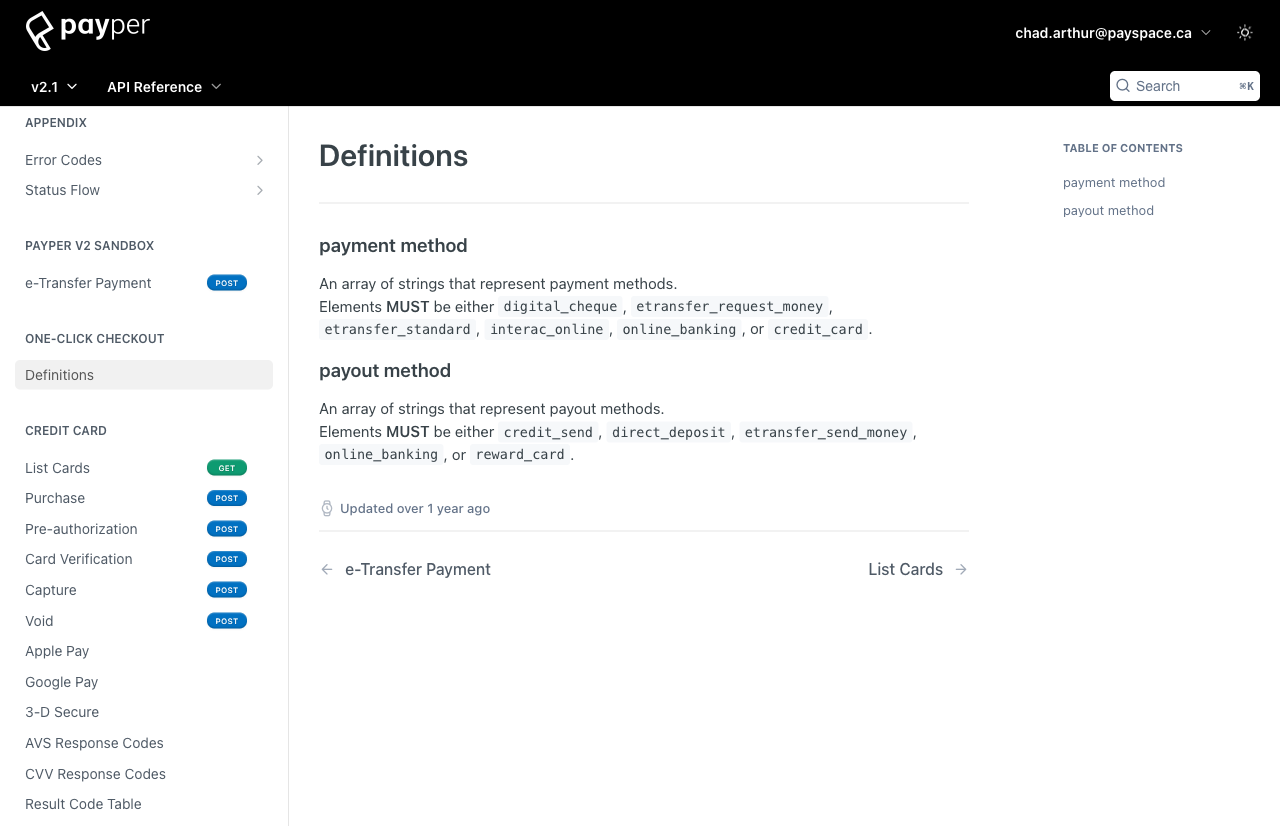 payper
chad.arthur@payspace.ca
v2.1
API Reference
Search
⌘K
APPENDIX
Error Codes
Status Flow
PAYPER V2 SANDBOX
e-Transfer Payment POST
ONE-CLICK CHECKOUT
Definitions
CREDIT CARD
List Cards GET
Purchase POST
Pre-authorization POST
Card Verification POST
Capture POST
Void POST
Apple Pay
Google Pay
3-D Secure
AVS Response Codes
CVV Response Codes
Result Code Table
Definitions
payment method
An array of strings that represent payment methods.
Elements MUST be either digital_cheque, etransfer_request_money,
etransfer_standard, interac_online, online_banking, or credit_card.
payout method
An array of strings that represent payout methods.
Elements MUST be either credit_send, direct_deposit, etransfer_send_money,
online_banking, or reward_card.
Updated over 1 year ago
← e-Transfer Payment
List Cards →
TABLE OF CONTENTS
payment method
payout method